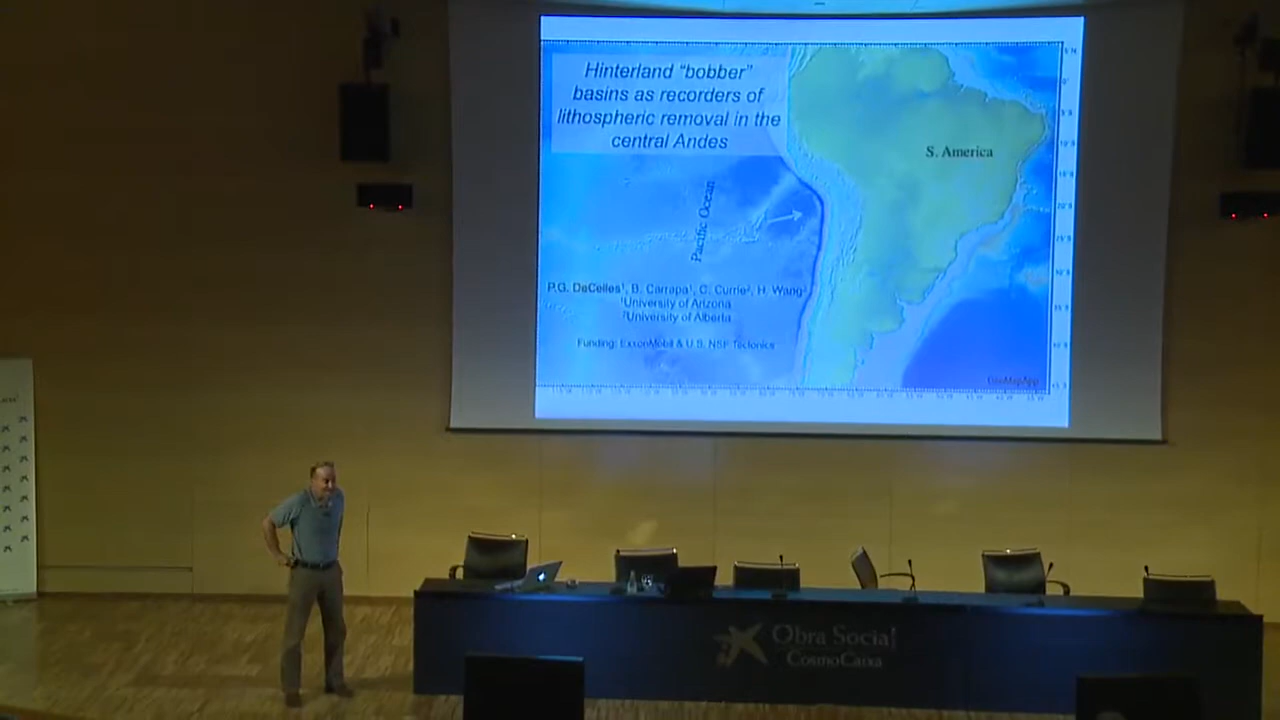 Hinterland “bobber”
basins as recorders of
lithospheric removal in the
central Andes
S. America
Pacific Ocean
P.G. DeCelles¹, B. Carrapa¹, C. Currie², H. Wang²
¹University of Arizona
²University of Alberta
Funding: ExxonMobil & U.S. NSF Tectonics
GeoMapApp
Obra Social
CosmoCaixa